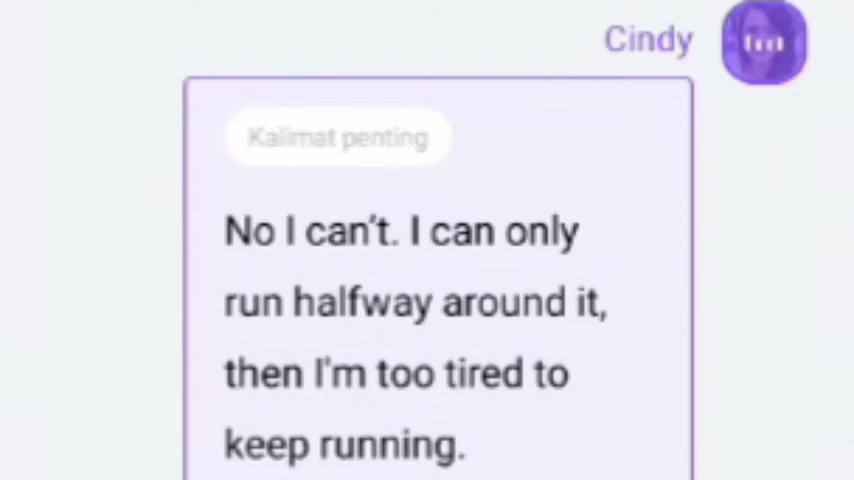 Cindy
Kalimat penting
No I can't. I can only
run halfway around it,
then I'm too tired to
keep running.